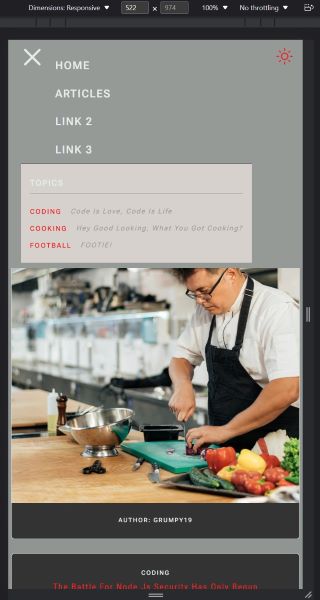 Dimensions: Responsive ▼ 522 × 974 100% ▼ No throttling ▼
HOME
ARTICLES
LINK 2
LINK 3
TOPICS
CODING Code Is Love, Code Is Life
COOKING Hey Good Looking, What You Got Cooking?
FOOTBALL FOOTIE!
AUTHOR: GRUMPY19
CODING
The Battle For Node.Js Security Has Only Begun